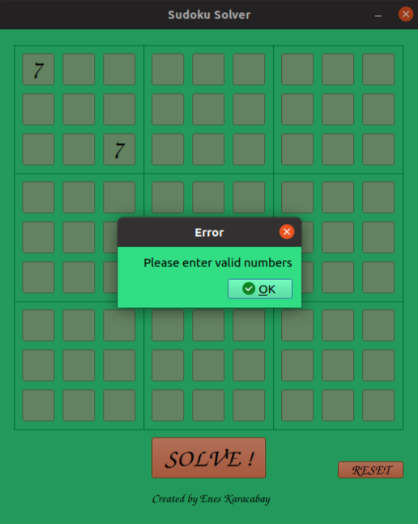 Sudoku Solver
7
7
Error
Please enter valid numbers
OK
SOLVE !
RESET
Created by Enes Karacabay